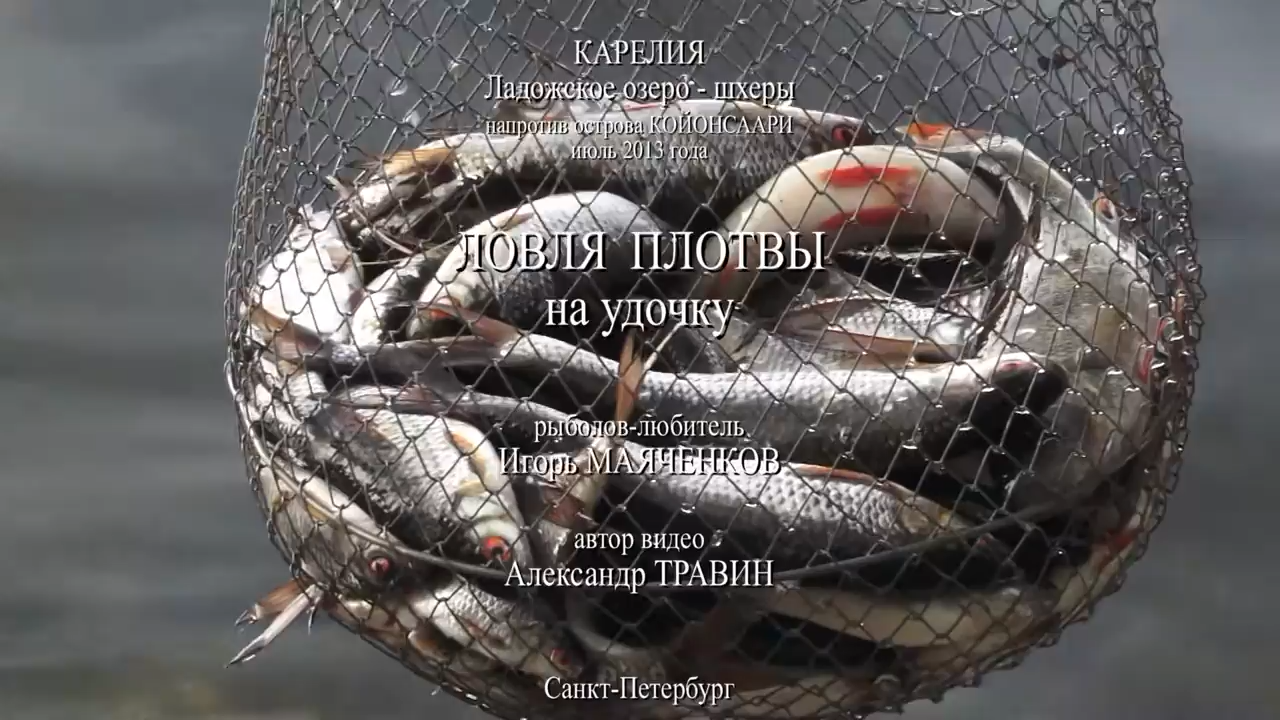 КАРЕЛИЯ
Ладожское озеро - шхеры
напротив острова КОЙОНСААРИ
июль 2013 года
ЛОВЛЯ ПЛОТВЫ
на удочку
рыболов-любитель
Игорь МАЯЧЕНКОВ
автор видео
Александр ТРАВИН
Санкт-Петербург